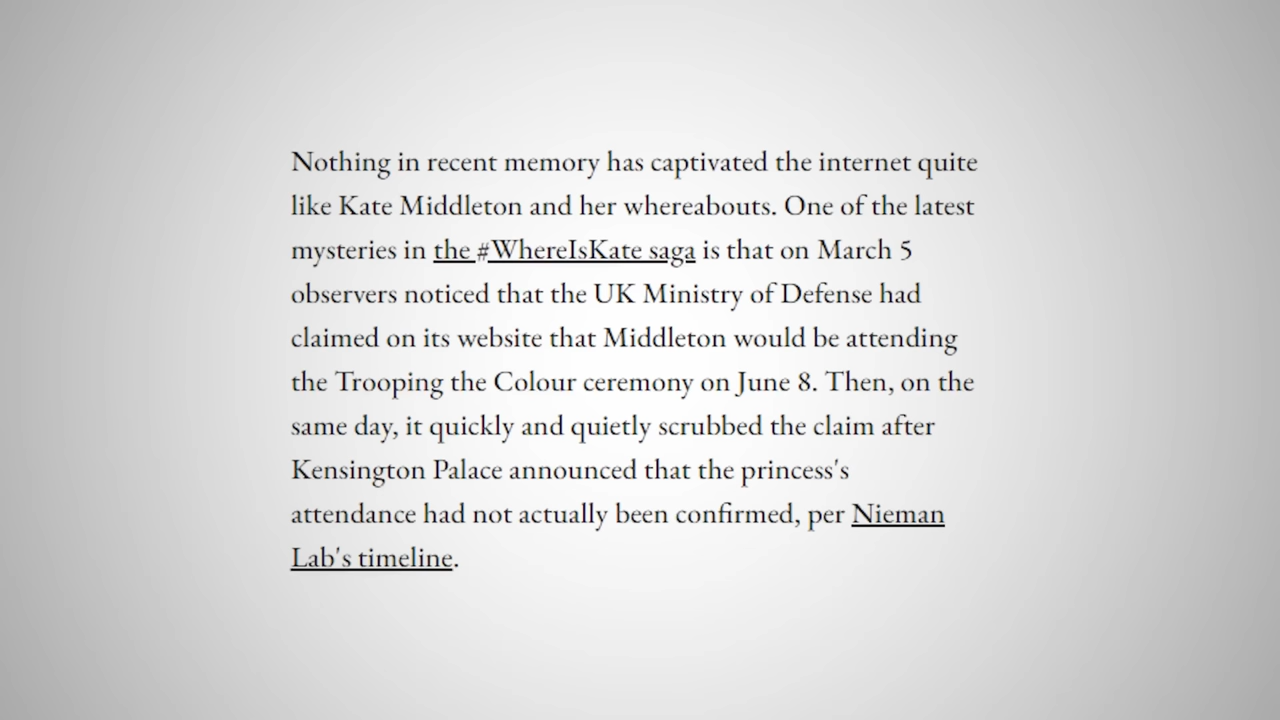 Nothing in recent memory has captivated the internet quite
like Kate Middleton and her whereabouts. One of the latest
mysteries in the #WhereIsKate saga is that on March 5
observers noticed that the UK Ministry of Defense had
claimed on its website that Middleton would be attending
the Trooping the Colour ceremony on June 8. Then, on the
same day, it quickly and quietly scrubbed the claim after
Kensington Palace announced that the princess's
attendance had not actually been confirmed, per Nieman
Lab's timeline.